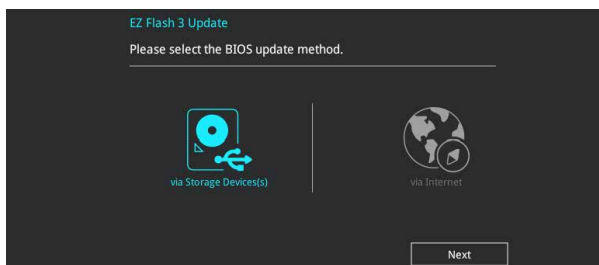 EZ Flash 3 Update
Please select the BIOS update method.
via Storage Devices(s)
via Internet
Next